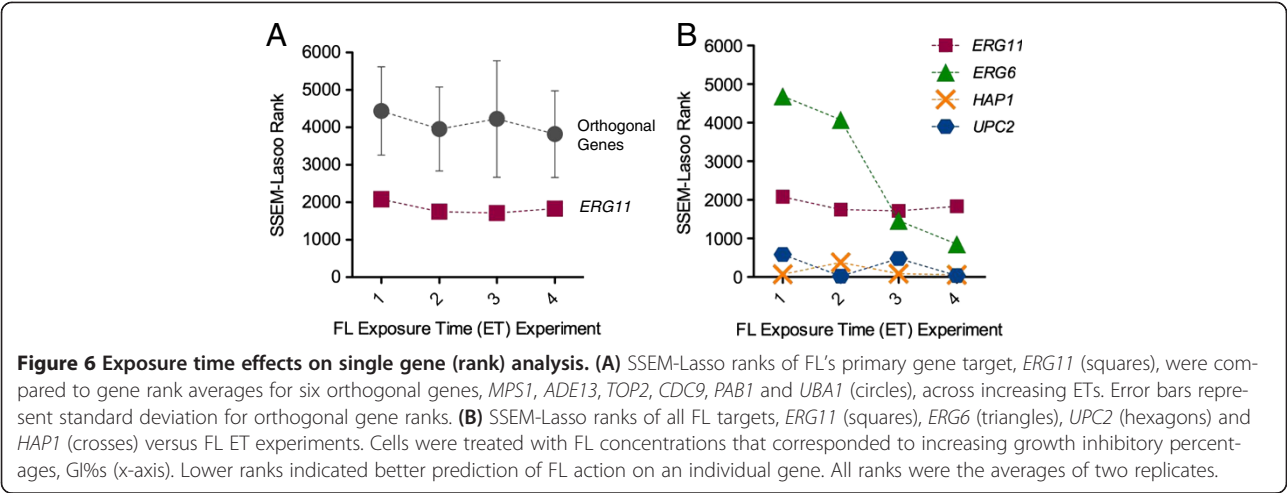 A
6000
5000
4000
3000
2000
1000
0
SSEM-Lasoo Rank
Orthogonal
Genes
ERG11
1
2
3
4
FL Exposure Time (ET) Experiment
B
6000
5000
4000
3000
2000
1000
0
SSEM-Lasoo Rank
ERG11
ERG6
HAP1
UPC2
1
2
3
4
FL Exposure Time (ET) Experiment
Figure 6 Exposure time effects on single gene (rank) analysis. (A) SSEM-Lasso ranks of FL's primary gene target, ERG11 (squares), were com-
pared to gene rank averages for six orthogonal genes, MPS1, ADE13, TOP2, CDC9, PAB1 and UBA1 (circles), across increasing ETs. Error bars repre-
sent standard deviation for orthogonal gene ranks. (B) SSEM-Lasso ranks of all FL targets, ERG11 (squares), ERG6 (triangles), UPC2 (hexagons) and
HAP1 (crosses) versus FL ET experiments. Cells were treated with FL concentrations that corresponded to increasing growth inhibitory percent-
ages, GI%s (x-axis). Lower ranks indicated better prediction of FL action on an individual gene. All ranks were the averages of two replicates.